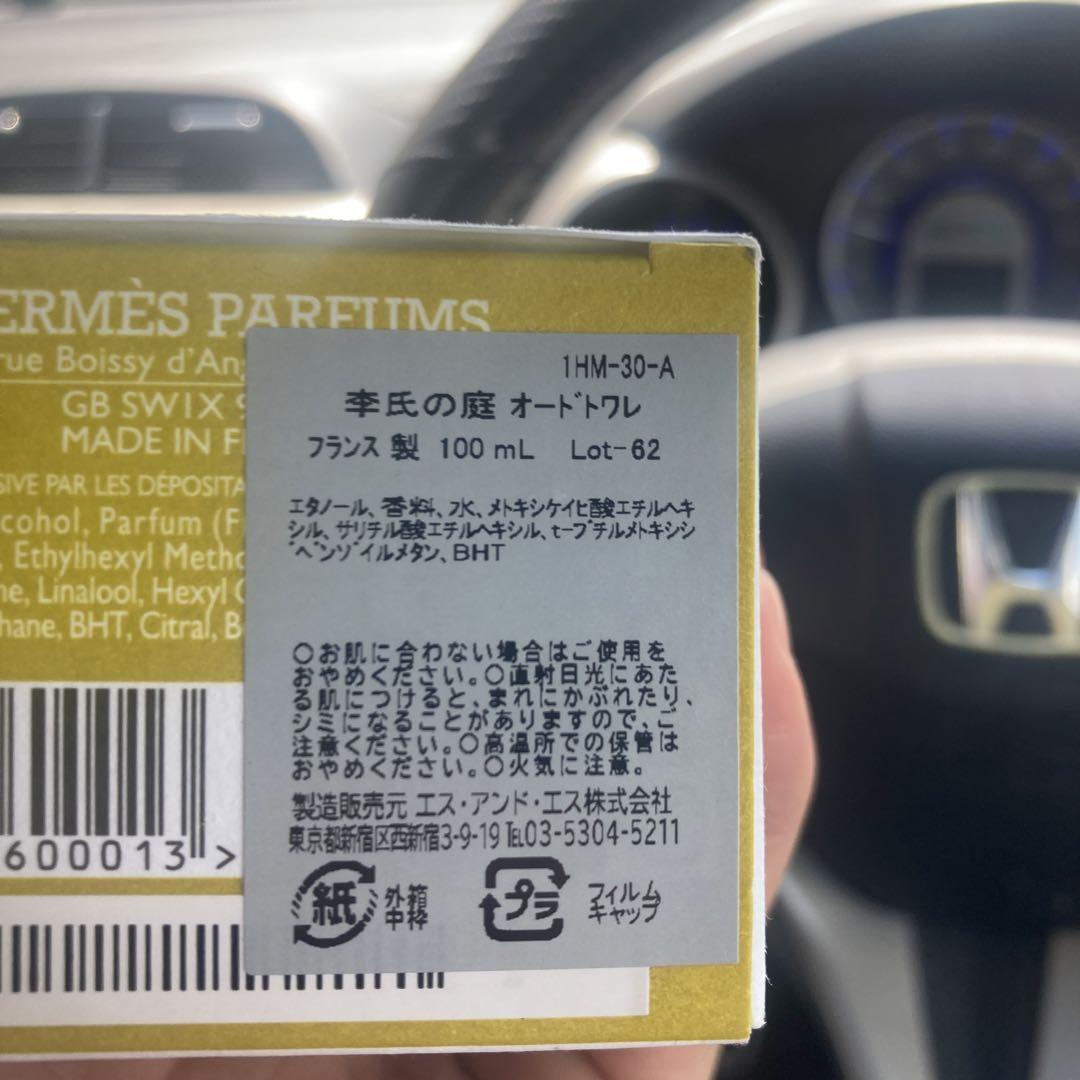 ERMÈS PARFUMS
rue Boissy d'An
GB SW1X 9
MADE IN F
SIVE PAR LES DÉPOSITA
cohol, Parfum (F
, Ethylhexyl Metho
ne, Linalool, Hexyl C
hane, BHT, Citral, B
600013 >
1HM-30-A
李氏の庭 オードトワレ
フランス 製 100 mL Lot-62
エタノール、香料、水、メトキシケイヒ酸エチルヘキ
シル、サリチル酸エチルヘキシル、t-ブチルメトキシジ
ベンゾイルメタン、BHT
○お肌に合わない場合はご使用を
おやめください。○直射日光にあた
る肌につけると、まれにかぶれたり、
シミになることがありますので、ご
注意ください。○高温所での保管は
おやめください。○火気に注意。
製造販売元 エス・アンド・エス株式会社
東京都新宿区西新宿3-9-19 TEL03-5304-5211
紙 外箱
中枠
プラ フィルム
キャップ